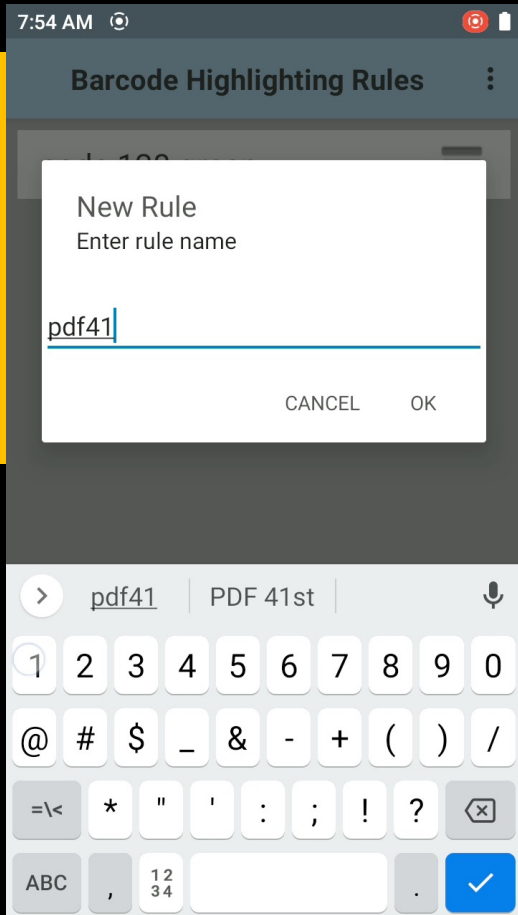 7:54 AM
Barcode Highlighting Rules
New Rule
Enter rule name
pdf41
CANCEL OK
pdf41 PDF 41st
1 2 3 4 5 6 7 8 9 0
@ # $ _ & - + ( ) /
=\< * " ' : ; ! ?
ABC , 12 34 .